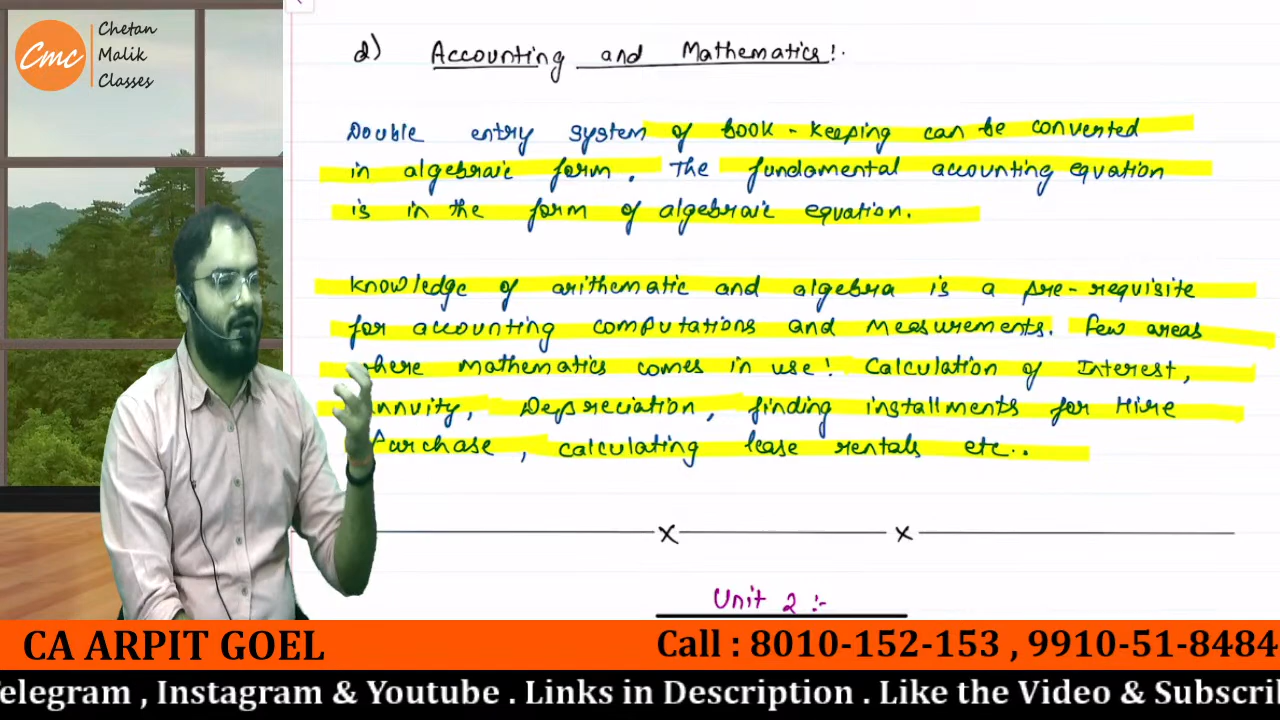 Chetan
Malik
Classes
CMC
d) Accounting and Mathematics:
Double entry system of book-keeping can be converted
in algebraic form. The fundamental accounting equation
is in the form of algebraic equation.
Knowledge of arithematic and algebra is a pre-requisite
for accounting computations and measurements. Few areas
where mathematics comes in use: Calculation of Interest,
Annuity, Depreciation, finding installments for Hire
Purchase, calculating lease rentals etc..
x x
Unit 2 :-
CA ARPIT GOEL
Call : 8010-152-153 , 9910-51-8484
elegram , Instagram & Youtube . Links in Description . Like the Video & Subscri